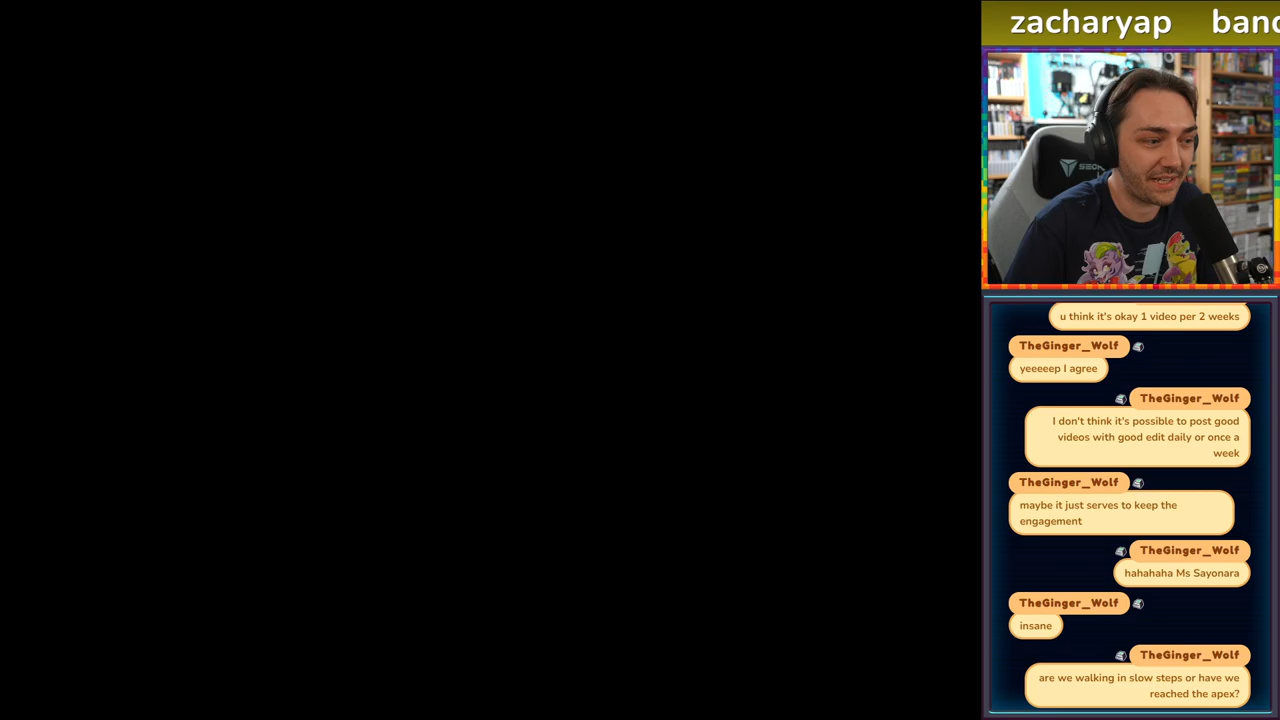 zacharyap
u think it's okay 1 video per 2 weeks
TheGinger_Wolf
yeeeeep I agree
TheGinger_Wolf
I don't think it's possible to post good
videos with good edit daily or once a
week
TheGinger_Wolf
maybe it just serves to keep the
engagement
TheGinger_Wolf
hahahaha Ms Sayonara
TheGinger_Wolf
insane
TheGinger_Wolf
are we walking in slow steps or have we
reached the apex?